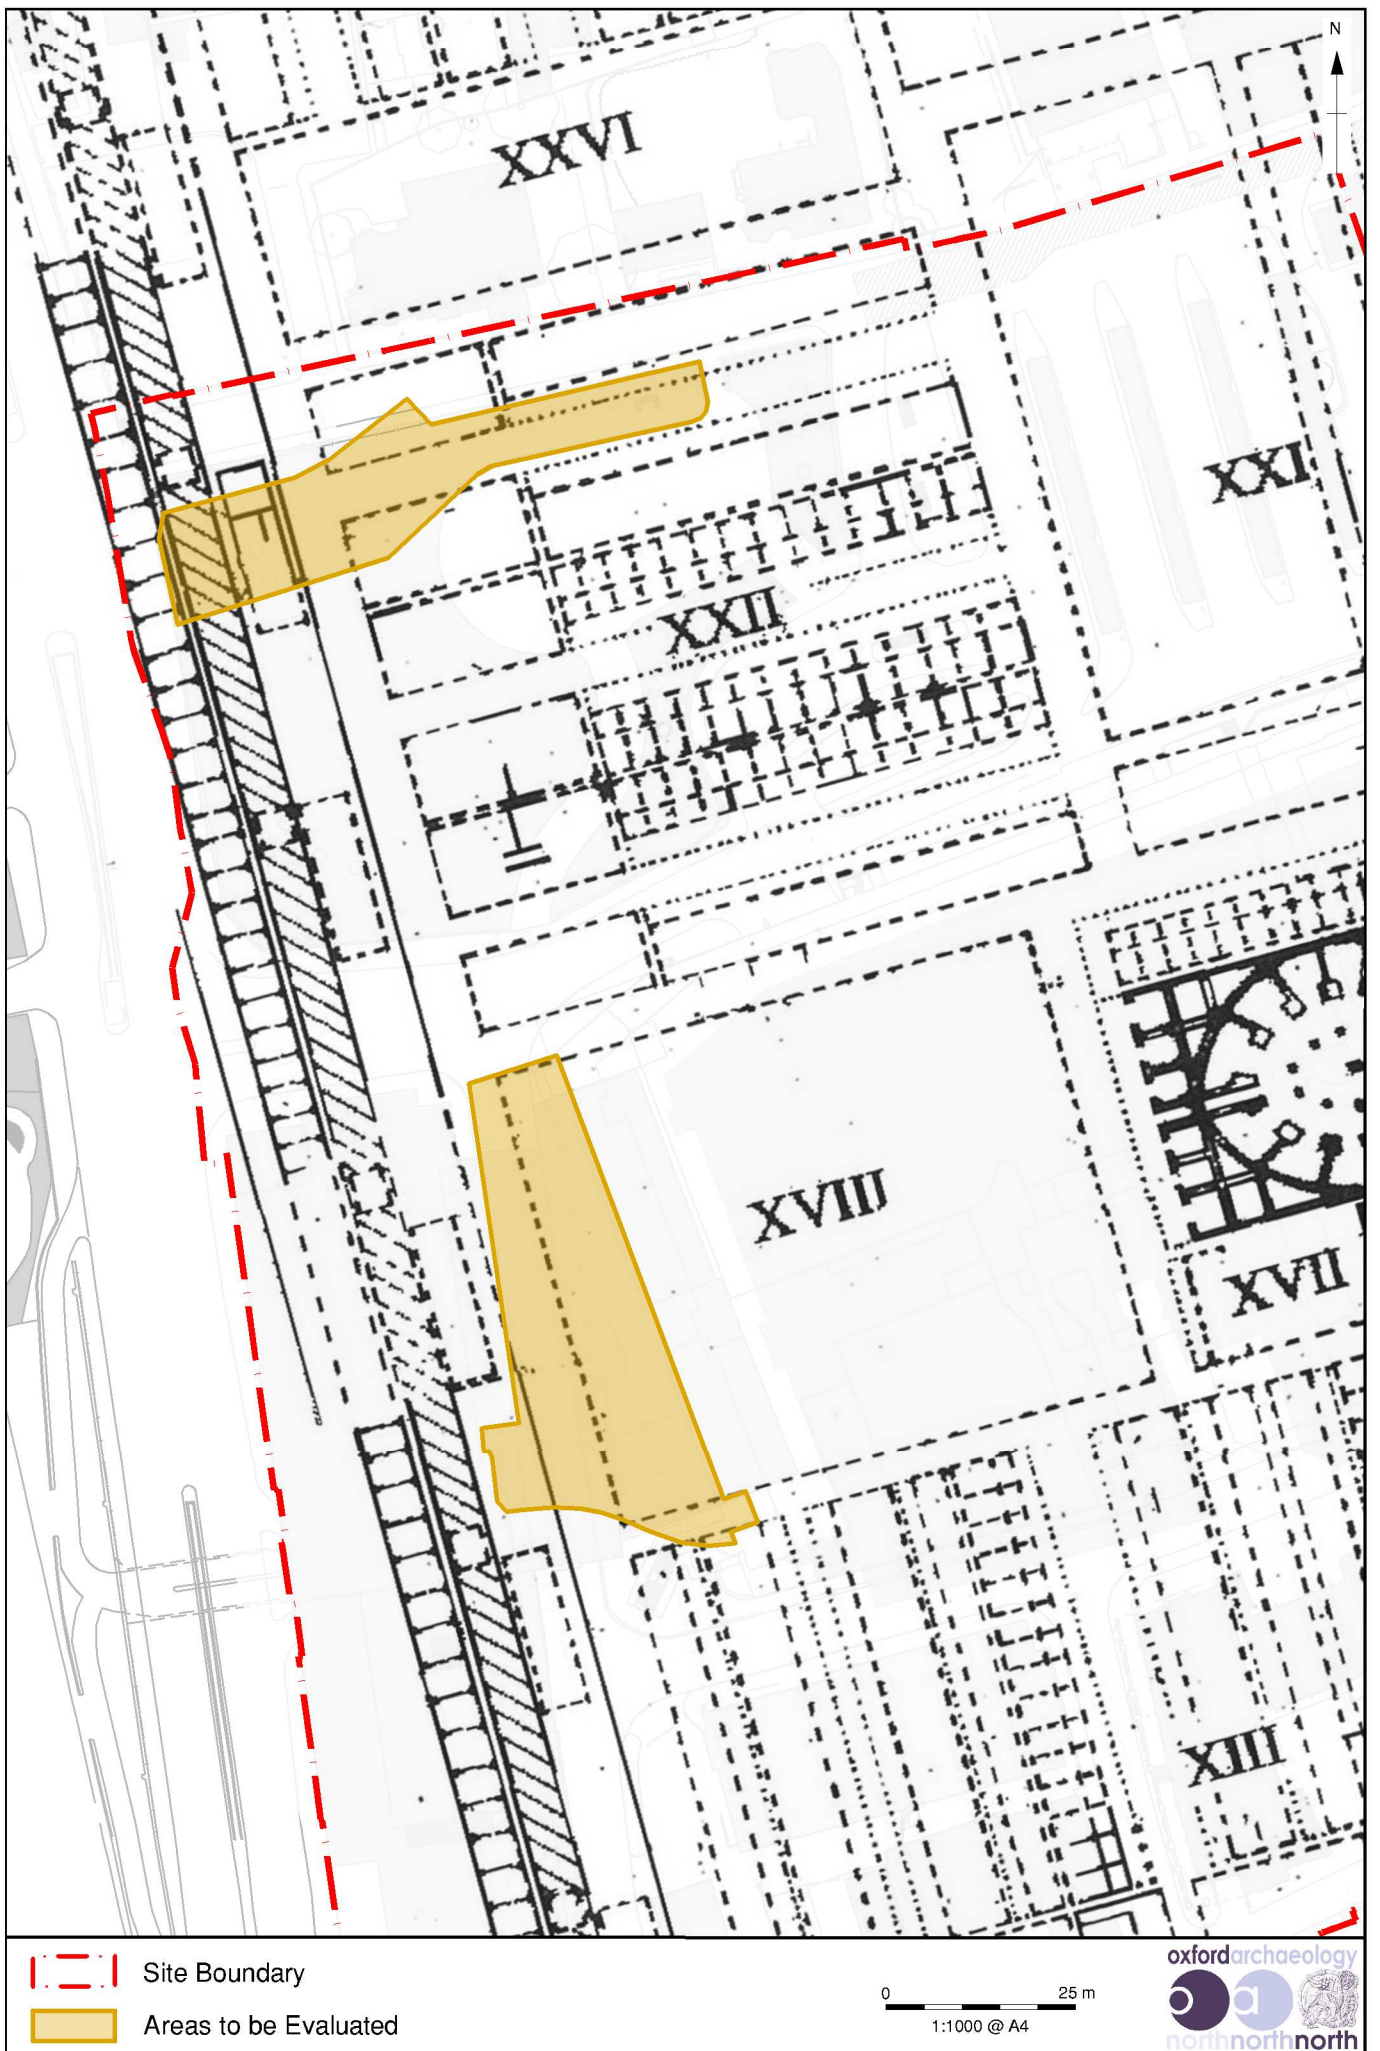 N
XXVI
XXI
XXII
XVIII
XVII
XIII
Site Boundary
Areas to be Evaluated
0 25 m
1:1000 @ A4
oxfordarchaeology
o a
northnorthnorth